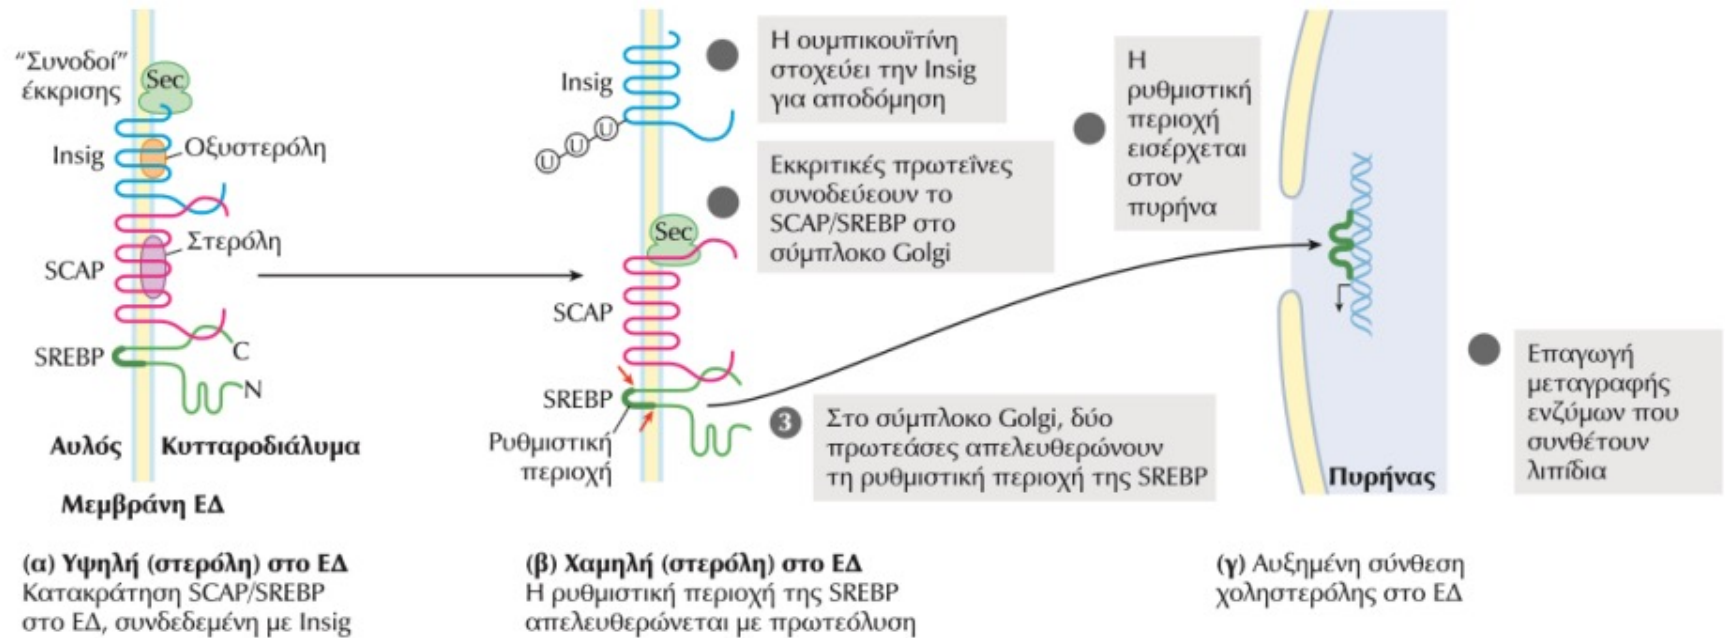 “Συνοδοί”
έκκρισης
Sec
Insig
Οξυστερόλη
Στερόλη
SCAP
SREBP
C
N
Αυλός
Κυτταροδιάλυμα
Μεμβράνη ΕΔ
(α) Υψηλή (στερόλη) στο ΕΔ
Κατακράτηση SCAP/SREBP
στο ΕΔ, συνδεδεμένη με Insig
Insig
U
U
U
Η ουμπικουϊτίνη
στοχεύει την Insig
για αποδόμηση
Εκκριτικές πρωτεΐνες
συνοδεύεουν το
SCAP/SREBP στο
σύμπλοκο Golgi
Sec
SCAP
SREBP
Ρυθμιστική
περιοχή
3
Στο σύμπλοκο Golgi, δύο
πρωτεάσες απελευθερώνουν
τη ρυθμιστική περιοχή της SREBP
(β) Χαμηλή (στερόλη) στο ΕΔ
Η ρυθμιστική περιοχή της SREBP
απελευθερώνεται με πρωτεόλυση
Η
ρυθμιστική
περιοχή
εισέρχεται
στον
πυρήνα
Πυρήνας
Επαγωγή
μεταγραφής
ενζύμων που
συνθέτουν
λιπίδια
(γ) Αυξημένη σύνθεση
χοληστερόλης στο ΕΔ